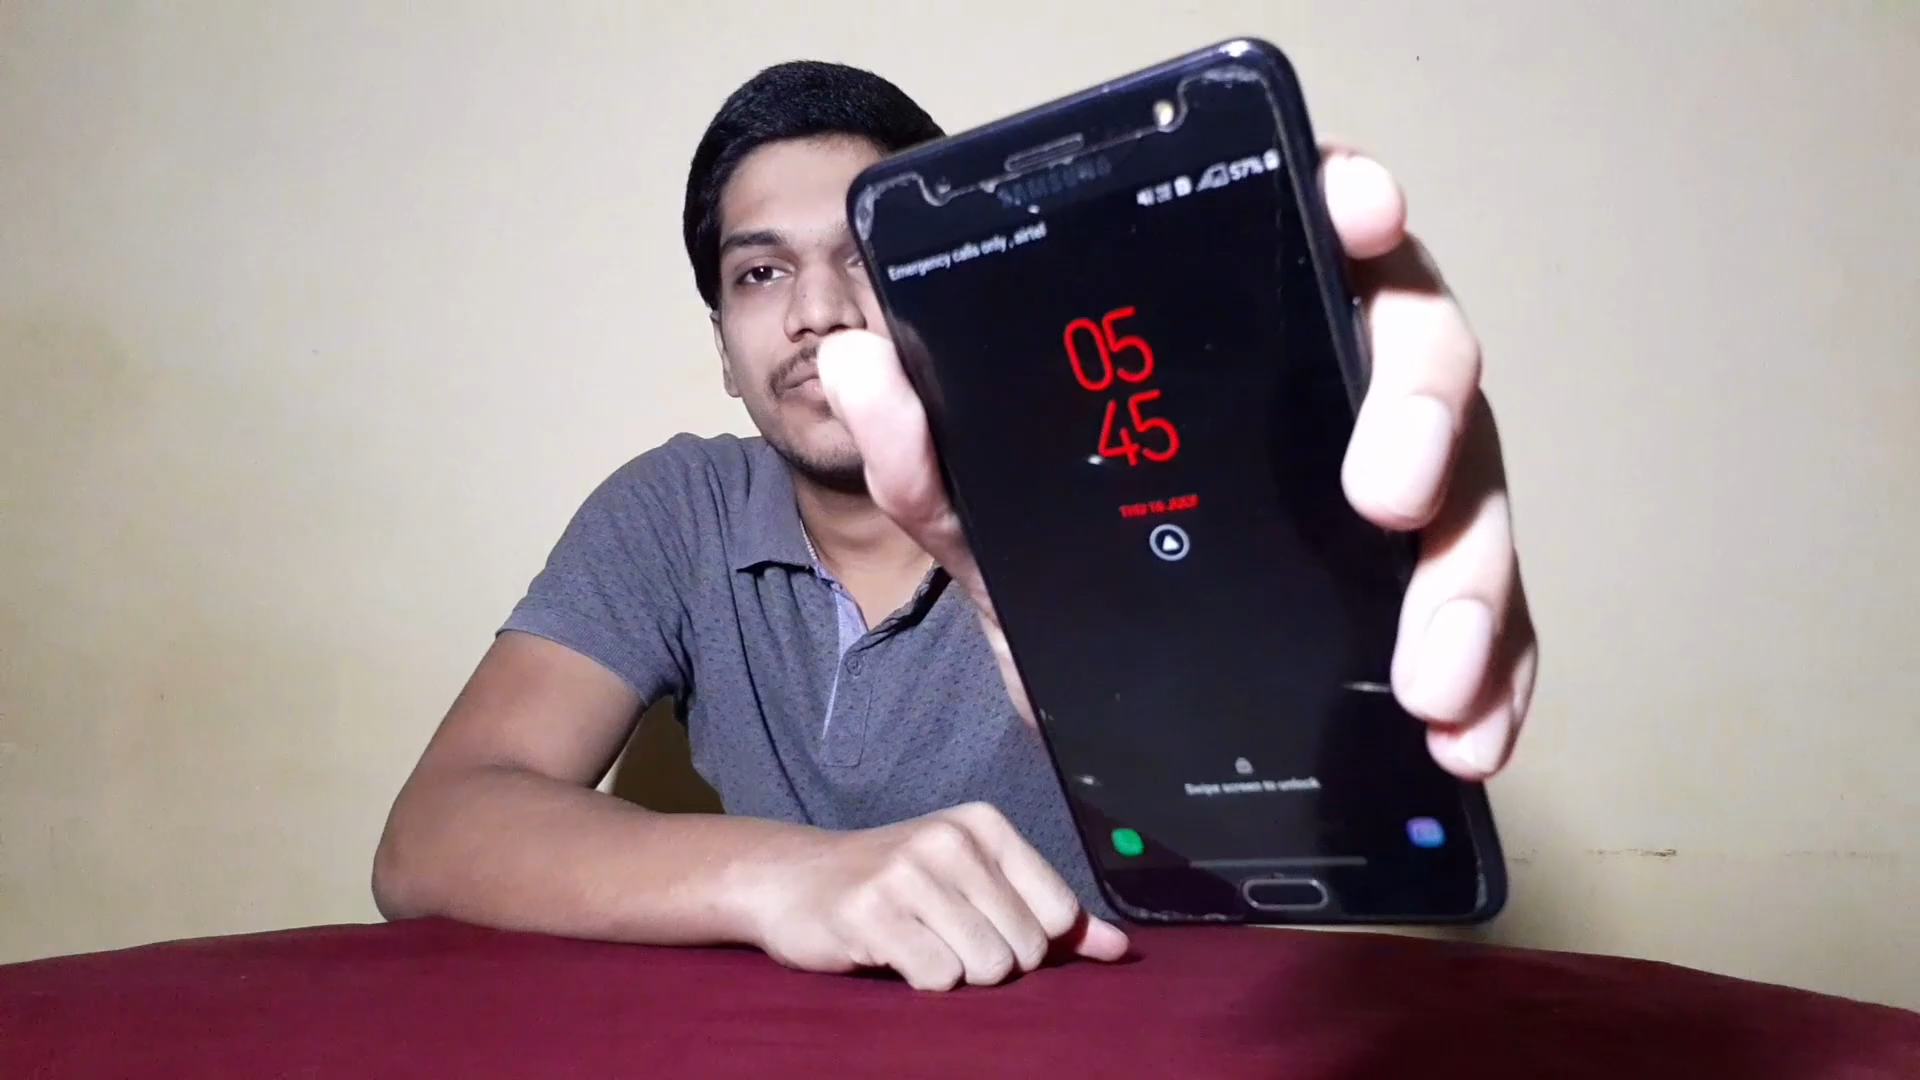 SAMSUNG
57%
Emergency calls only , airtel
05
45
THU 16 JULY
Swipe screen to unlock